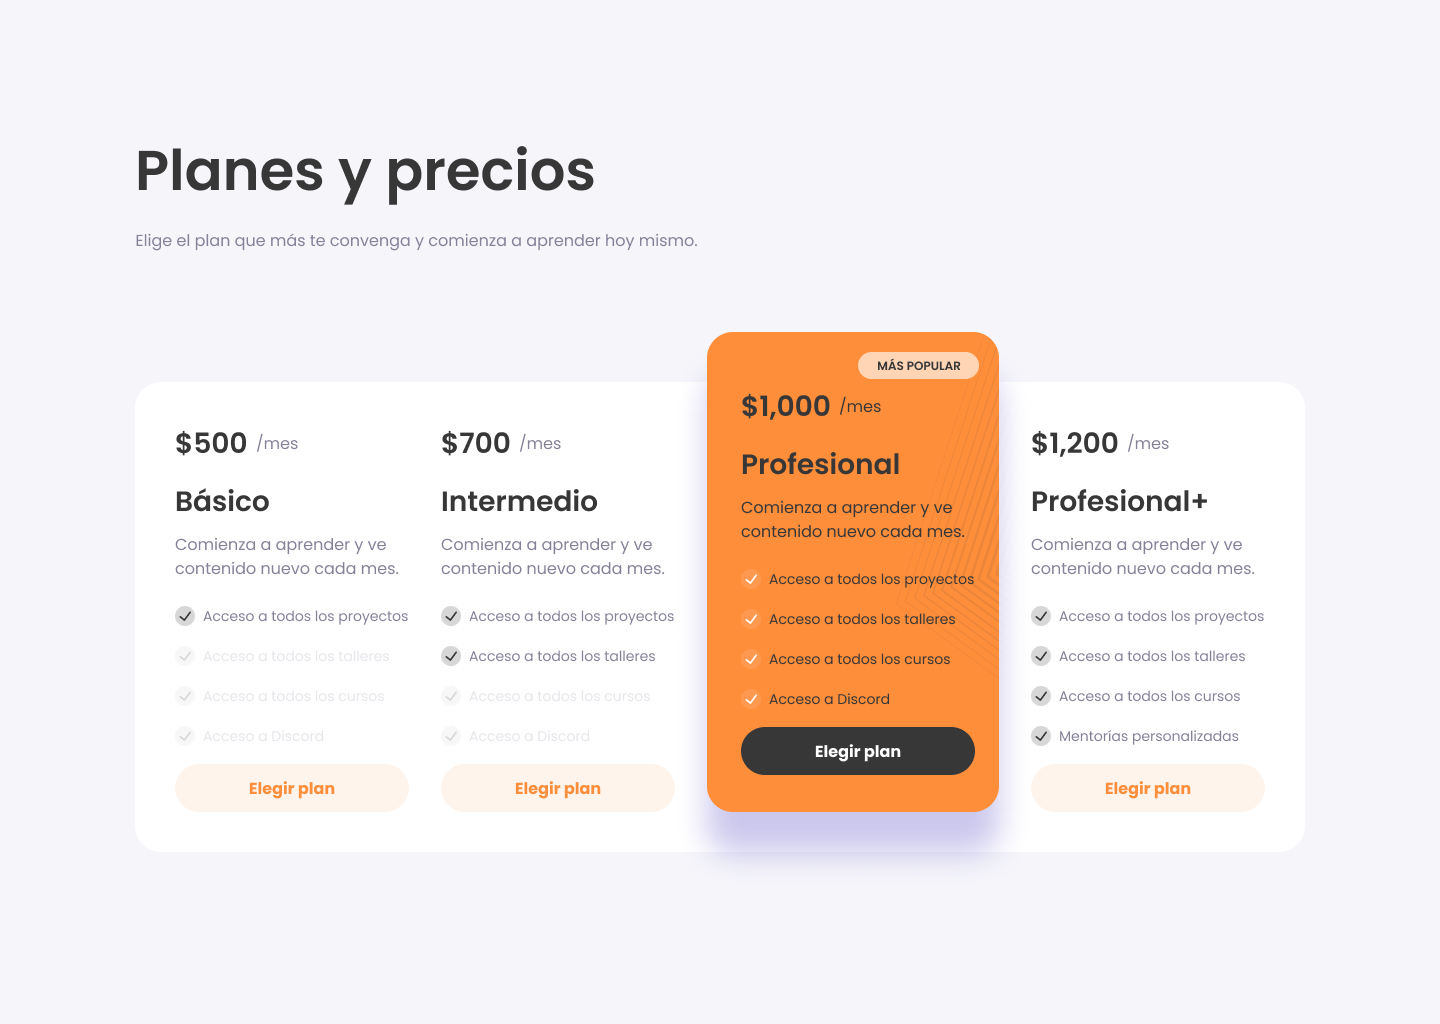 Planes y precios
Elige el plan que más te convenga y comienza a aprender hoy mismo.
$500 /mes
Básico
Comienza a aprender y ve
contenido nuevo cada mes.
Acceso a todos los proyectos
Acceso a todos los talleres
Acceso a todos los cursos
Acceso a Discord
Elegir plan
$700 /mes
Intermedio
Comienza a aprender y ve
contenido nuevo cada mes.
Acceso a todos los proyectos
Acceso a todos los talleres
Acceso a todos los cursos
Acceso a Discord
Elegir plan
MÁS POPULAR
$1,000 /mes
Profesional
Comienza a aprender y ve
contenido nuevo cada mes.
Acceso a todos los proyectos
Acceso a todos los talleres
Acceso a todos los cursos
Acceso a Discord
Elegir plan
$1,200 /mes
Profesional+
Comienza a aprender y ve
contenido nuevo cada mes.
Acceso a todos los proyectos
Acceso a todos los talleres
Acceso a todos los cursos
Mentorías personalizadas
Elegir plan